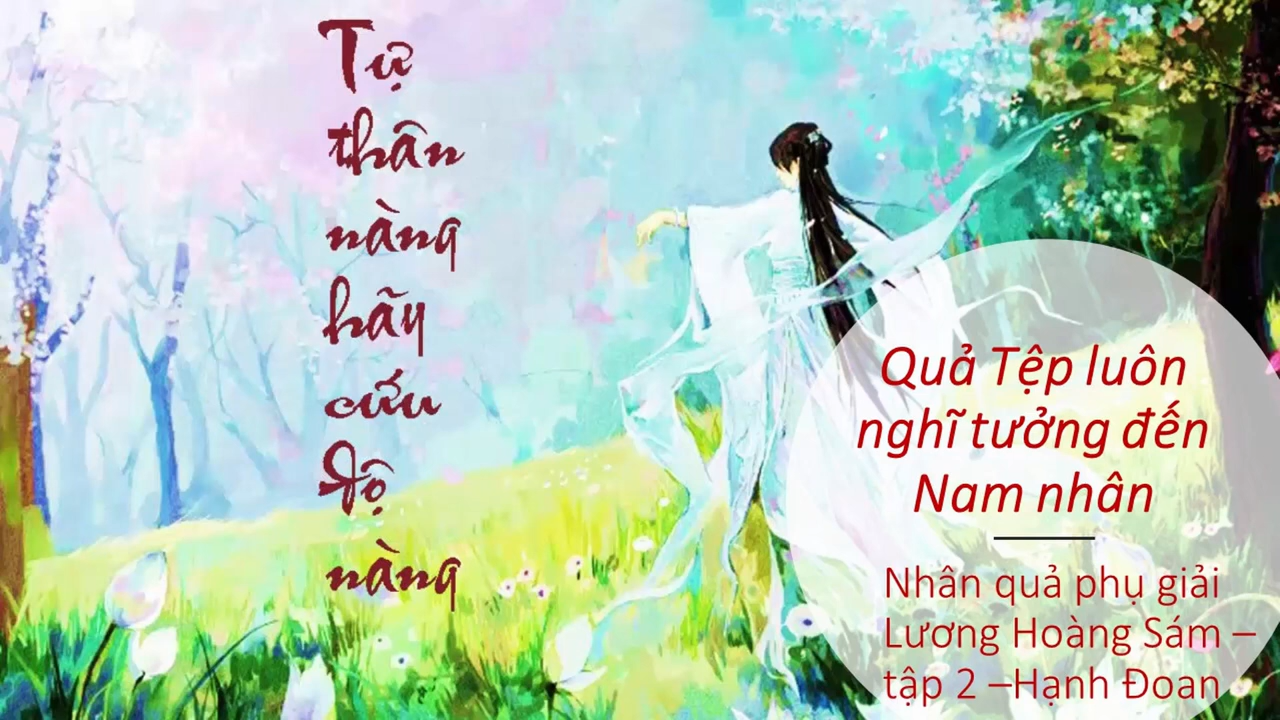 Tự
thân
nàng
hãy
cứu
Độ
nàng
Quả Tệp luôn
nghĩ tưởng đến
Nam nhân
Nhân quả phụ giải
Lương Hoàng Sám –
tập 2 –Hạnh Đoan